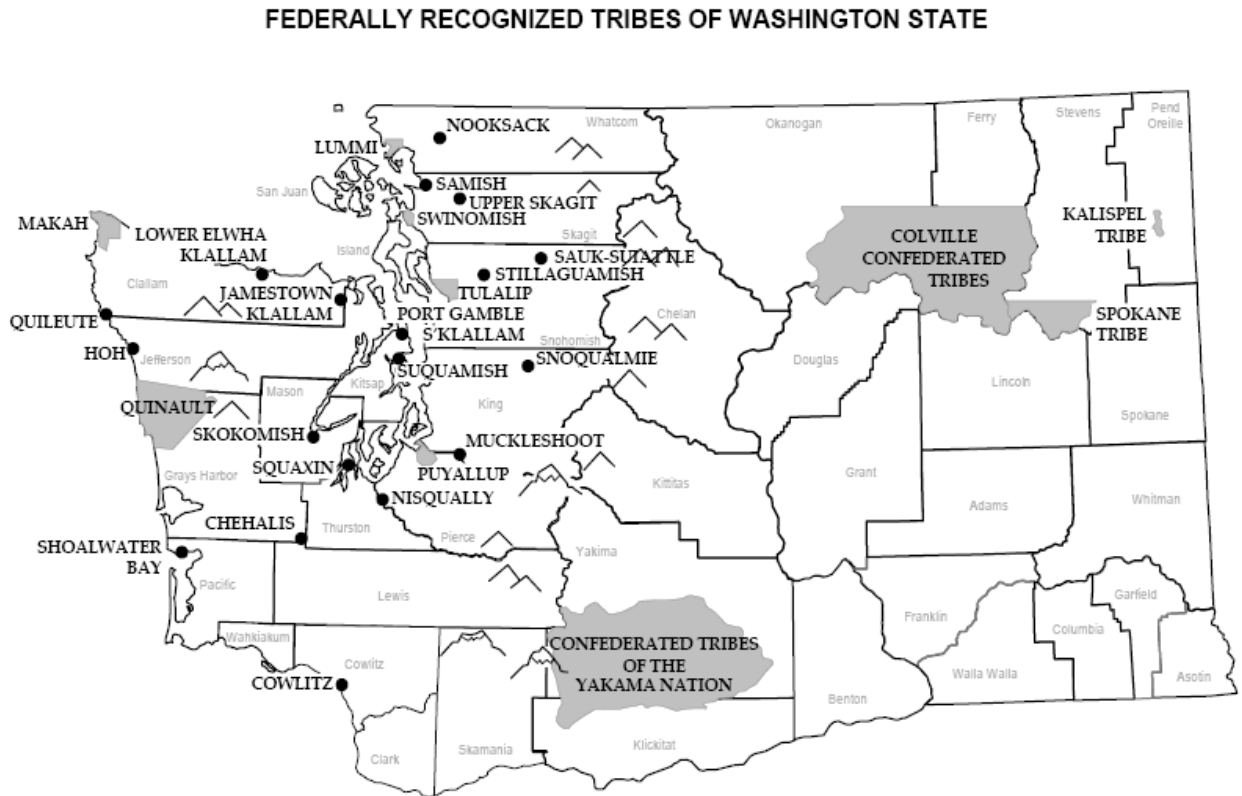 FEDERALLY RECOGNIZED TRIBES OF WASHINGTON STATE
NOOKSACK
Whatcom
Okanogan
Ferry
Stevens
Pend
Oreille
LUMMI
San Juan
SAMISH
UPPER SKAGIT
SWINOMISH
Skagit
MAKAH
LOWER ELWHA
KLALLAM
Island
KALISPEL
TRIBE
COLVILLE
CONFEDERATED
TRIBES
SAUK-SUIATTLE
STILLAGUAMISH
Clallam
JAMESTOWN
KLALLAM
TULALIP
PORT GAMBLE
S'KLALLAM
Chelan
SPOKANE
TRIBE
QUILEUTE
Snohomish
HOH
Jefferson
SNOQUALMIE
Douglas
SUQUAMISH
Mason
Kitsap
Lincoln
QUINAULT
King
Spokane
SKOKOMISH
MUCKLESHOOT
SQUAXIN
PUYALLUP
Grays Harbor
Kittitas
Grant
NISQUALLY
Adams
Whitman
CHEHALIS
Thurston
Pierce
SHOALWATER
BAY
Yakima
Pacific
Lewis
Franklin
Garfield
Columbia
Wahkiakum
CONFEDERATED TRIBES
OF THE
YAKAMA NATION
Cowlitz
COWLITZ
Walla Walla
Asotin
Benton
Klickitat
Skamania
Clark